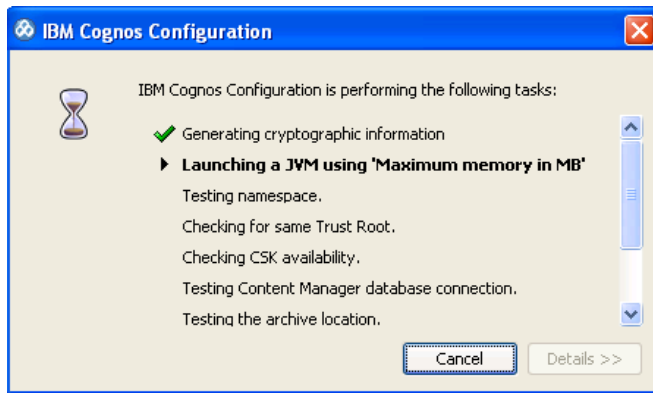 IBM Cognos Configuration
IBM Cognos Configuration is performing the following tasks:
Generating cryptographic information
Launching a JVM using 'Maximum memory in MB'
Testing namespace.
Checking for same Trust Root.
Checking CSK availability.
Testing Content Manager database connection.
Testing the archive location.
Cancel
Details >>